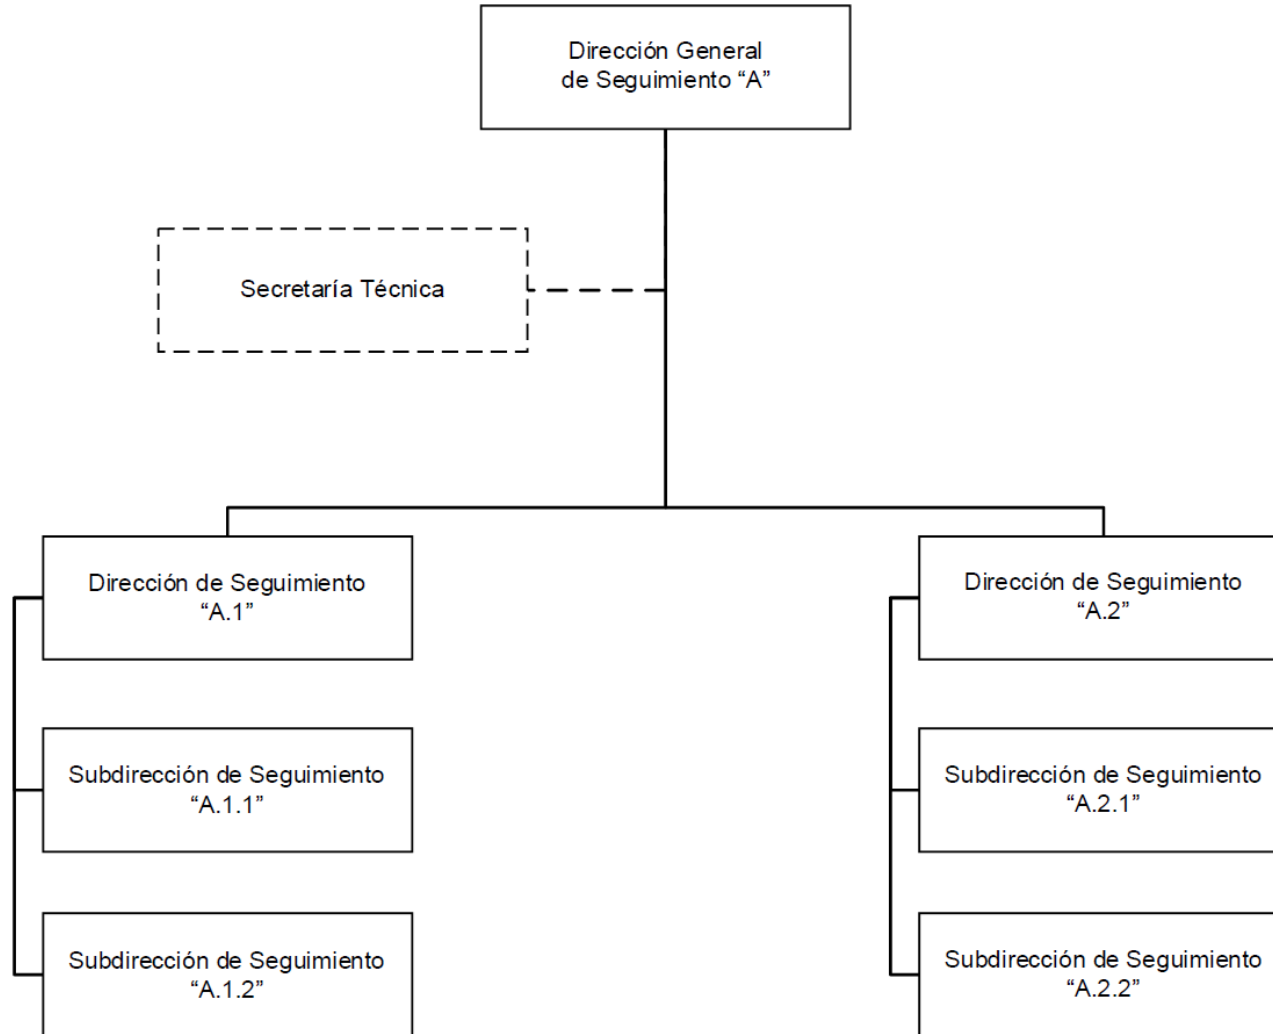 Dirección General
de Seguimiento “A”
Secretaría Técnica
Dirección de Seguimiento
“A.1”
Dirección de Seguimiento
“A.2”
Subdirección de Seguimiento
“A.1.1”
Subdirección de Seguimiento
“A.2.1”
Subdirección de Seguimiento
“A.1.2”
Subdirección de Seguimiento
“A.2.2”